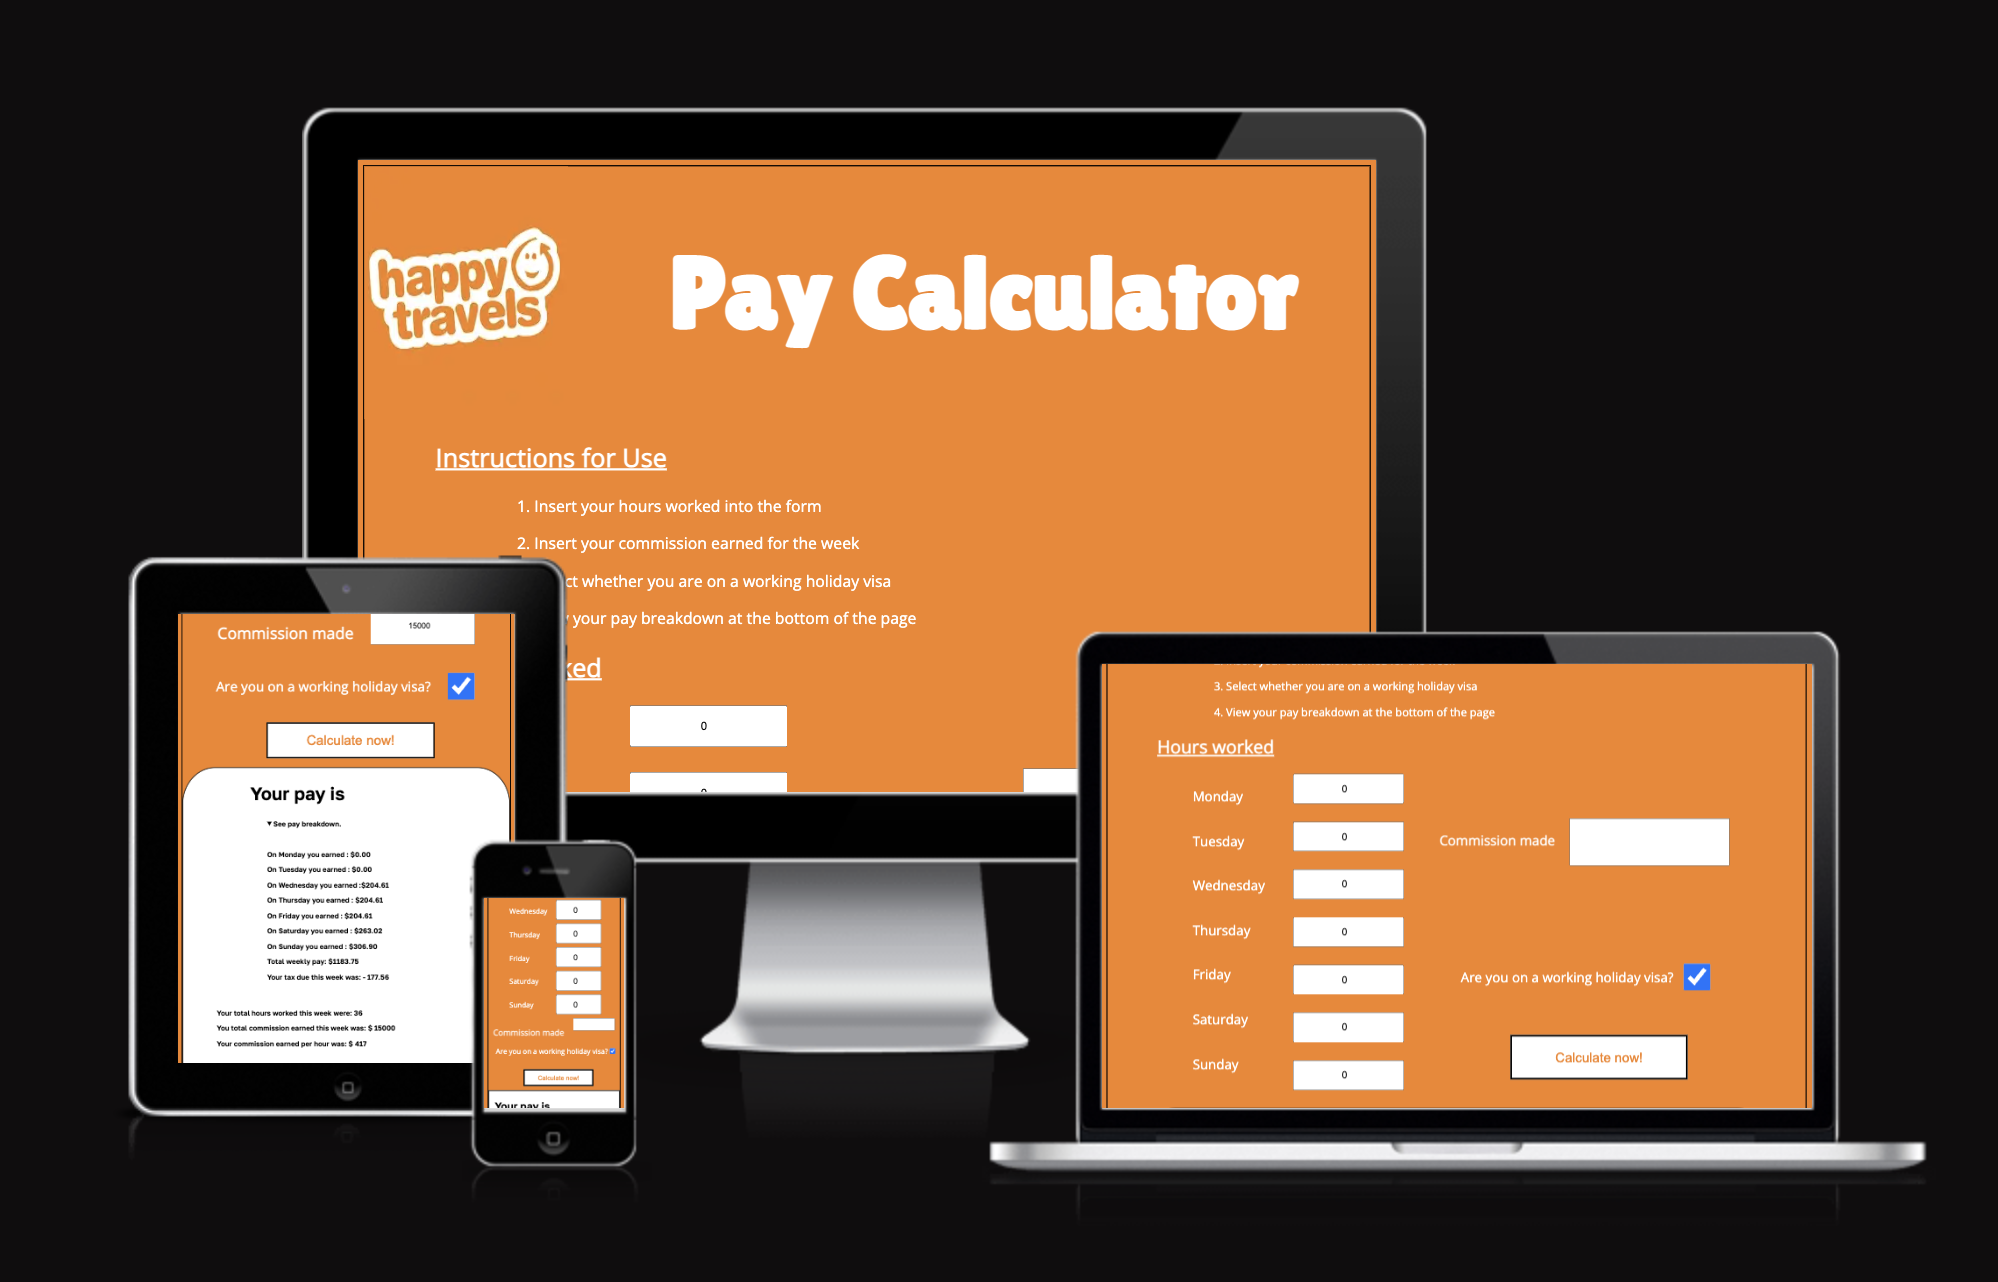 happy
travels
Pay Calculator
Instructions for Use
1. Insert your hours worked into the form
2. Insert your commission earned for the week
whether you are on a working holiday visa
your pay breakdown at the bottom of the page
0
Commission made 15000
Are you on a working holiday visa?
Calculate now!
Your pay is
▼ See pay breakdown.
On Monday you earned : $0.00
On Tuesday you earned : $0.00
On Wednesday you earned :$204.61
On Thursday you earned : $204.61
On Friday you earned : $204.61
On Saturday you earned : $263.02
On Sunday you earned : $306.90
Total weekly pay: $1183.75
Your tax due this week was: - 177.56
Your total hours worked this week were: 36
You total commission earned this week was: $ 15000
Your commission earned per hour was: $ 417
Wednesday 0
Thursday 0
Friday 0
Saturday 0
Sunday 0
Commission made
Are you on a working holiday visa?
Calculate now!
Your pay is
3. Select whether you are on a working holiday visa
4. View your pay breakdown at the bottom of the page
Hours worked
Monday 0
Tuesday 0
Wednesday 0
Thursday 0
Friday 0
Saturday 0
Sunday 0
Commission made
Are you on a working holiday visa?
Calculate now!